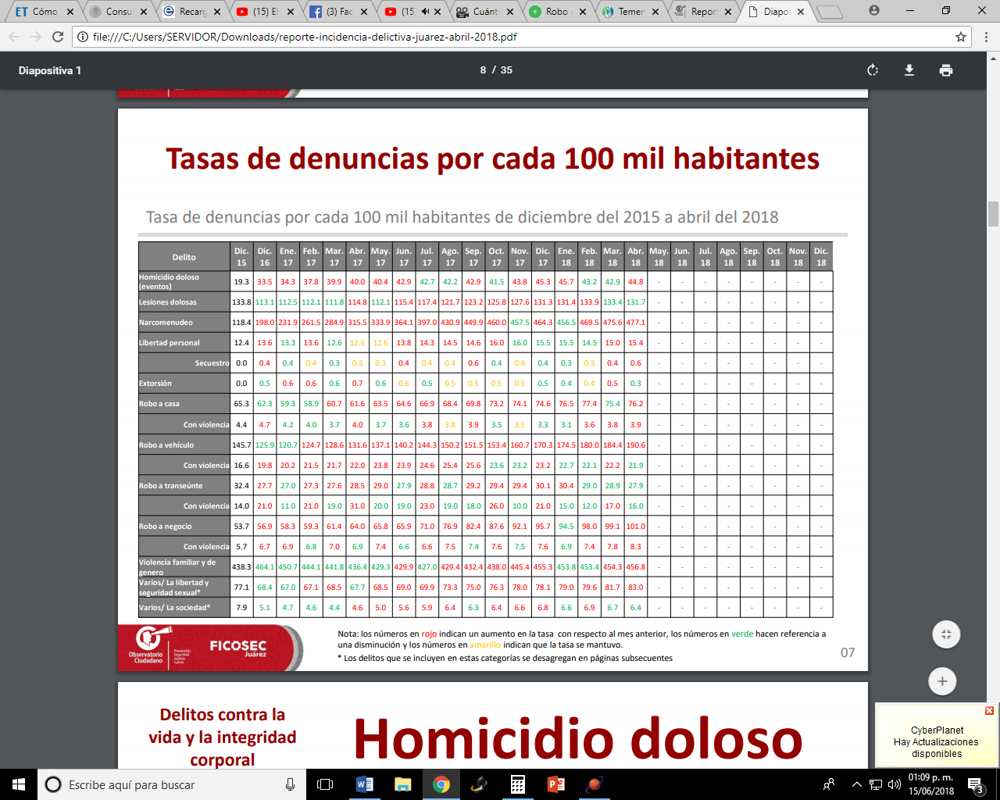 ET Cómo
Consul
Recarg
(15) El
(3) Fac
(15
Cuánt
Robo a
Temen
Report
Diapos
file:///C:/Users/SERVIDOR/Downloads/reporte-incidencia-delictiva-juarez-abril-2018.pdf
Diapositiva 1
8 / 35
Tasas de denuncias por cada 100 mil habitantes
Tasa de denuncias por cada 100 mil habitantes de diciembre del 2015 a abril del 2018
Delito Dic. 15 Dic. 16 Ene. 17 Feb. 17 Mar. 17 Abr. 17 May. 17 Jun. 17 Jul. 17 Ago. 17 Sep. 17 Oct. 17 Nov. 17 Dic. 17 Ene. 18 Feb. 18 Mar. 18 Abr. 18 May. 18 Jun. 18 Jul. 18 Ago. 18 Sep. 18 Oct. 18 Nov. 18 Dic. 18
Homicidio doloso (eventos) 19.3 33.5 34.3 37.8 39.9 40.0 40.4 42.9 42.7 42.2 42.9 41.5 43.8 45.3 45.7 43.2 42.9 44.8 - - - - - - - -
Lesiones dolosas 133.8 113.1 112.5 112.1 111.8 114.8 112.1 115.4 117.4 121.7 123.2 125.8 127.6 131.3 131.4 133.9 133.4 131.7 - - - - - - - -
Narcomenudeo 118.4 198.0 231.9 261.5 284.9 315.5 333.9 364.1 397.0 430.9 449.9 460.0 457.5 464.3 456.5 469.5 475.6 477.1 - - - - - - - -
Libertad personal 12.4 13.6 13.3 13.6 12.6 12.6 12.6 13.8 14.3 14.5 14.6 16.0 16.0 15.5 15.5 14.5 15.0 15.4 - - - - - - - -
Secuestro 0.0 0.4 0.4 0.4 0.3 0.3 0.3 0.4 0.4 0.4 0.6 0.4 0.4 0.4 0.3 0.3 0.4 0.6 - - - - - - - -
Extorsión 0.0 0.5 0.6 0.6 0.6 0.7 0.6 0.6 0.5 0.5 0.5 0.5 0.5 0.5 0.4 0.4 0.5 0.3 - - - - - - - -
Robo a casa 65.3 62.3 59.3 58.9 60.7 61.6 63.5 64.6 66.9 68.4 69.8 73.2 74.1 74.6 76.5 77.4 75.4 76.2 - - - - - - - -
Con violencia 4.4 4.7 4.2 4.0 3.7 4.0 3.7 3.6 3.8 3.8 3.9 3.5 3.5 3.3 3.1 3.6 3.8 3.9 - - - - - - - -
Robo a vehículo 145.7 125.9 120.7 124.7 128.6 131.6 137.1 140.2 144.3 150.2 151.5 153.4 160.7 170.3 174.5 180.0 184.4 190.6 - - - - - - - -
Con violencia 16.6 19.8 20.2 21.5 21.7 22.0 23.8 23.9 24.6 25.4 25.6 23.6 23.2 23.2 22.7 22.1 22.2 21.9 - - - - - - - -
Robo a transeúnte 32.4 27.7 27.0 27.3 27.6 28.5 29.0 27.9 28.8 28.7 29.2 29.4 29.4 30.1 30.4 29.0 28.9 27.9 - - - - - - - -
Con violencia 14.0 21.0 11.0 21.0 19.0 31.0 20.0 19.0 23.0 19.0 18.0 26.0 10.0 21.0 15.0 12.0 17.0 16.0 - - - - - - - -
Robo a negocio 53.7 56.9 58.3 59.3 61.4 64.0 65.8 65.9 71.0 76.9 82.4 87.6 92.1 95.7 94.5 98.0 99.1 101.0 - - - - - - - -
Con violencia 5.7 6.7 6.9 6.8 7.0 6.9 7.4 6.6 6.6 7.5 7.4 7.6 7.5 7.6 6.9 7.4 7.8 8.3 - - - - - - - -
Violencia familiar y de genero 438.3 464.1 450.7 444.1 441.8 436.4 429.3 429.9 427.0 429.4 432.4 438.0 445.4 455.3 453.8 453.4 454.3 456.8 - - - - - - - -
Varios/ La libertad y seguridad sexual* 77.1 68.4 67.0 67.1 68.5 67.7 68.5 69.0 69.9 73.3 75.0 76.3 78.0 78.1 79.0 79.6 81.7 83.0 - - - - - - - -
Varios/ La sociedad* 7.9 5.1 4.7 4.6 4.4 4.6 5.0 5.6 5.9 6.4 6.3 6.4 6.6 6.8 6.6 6.9 6.7 6.4 - - - - - - - -
Observatorio
Ciudadano
Prevención
Seguridad
Justicia
Juárez
FICOSEC
Juárez
Nota: los números en rojo indican un aumento en la tasa con respecto al mes anterior, los números en verde hacen referencia a
una disminución y los números en amarillo indican que la tasa se mantuvo.
* Los delitos que se incluyen en estas categorías se desagregan en páginas subsecuentes
07
Delitos contra la
vida y la integridad
corporal
Homicidio doloso
CyberPlanet
Hay Actualizaciones
disponibles
Escribe aquí para buscar
01:09 p. m.
15/06/2018
3